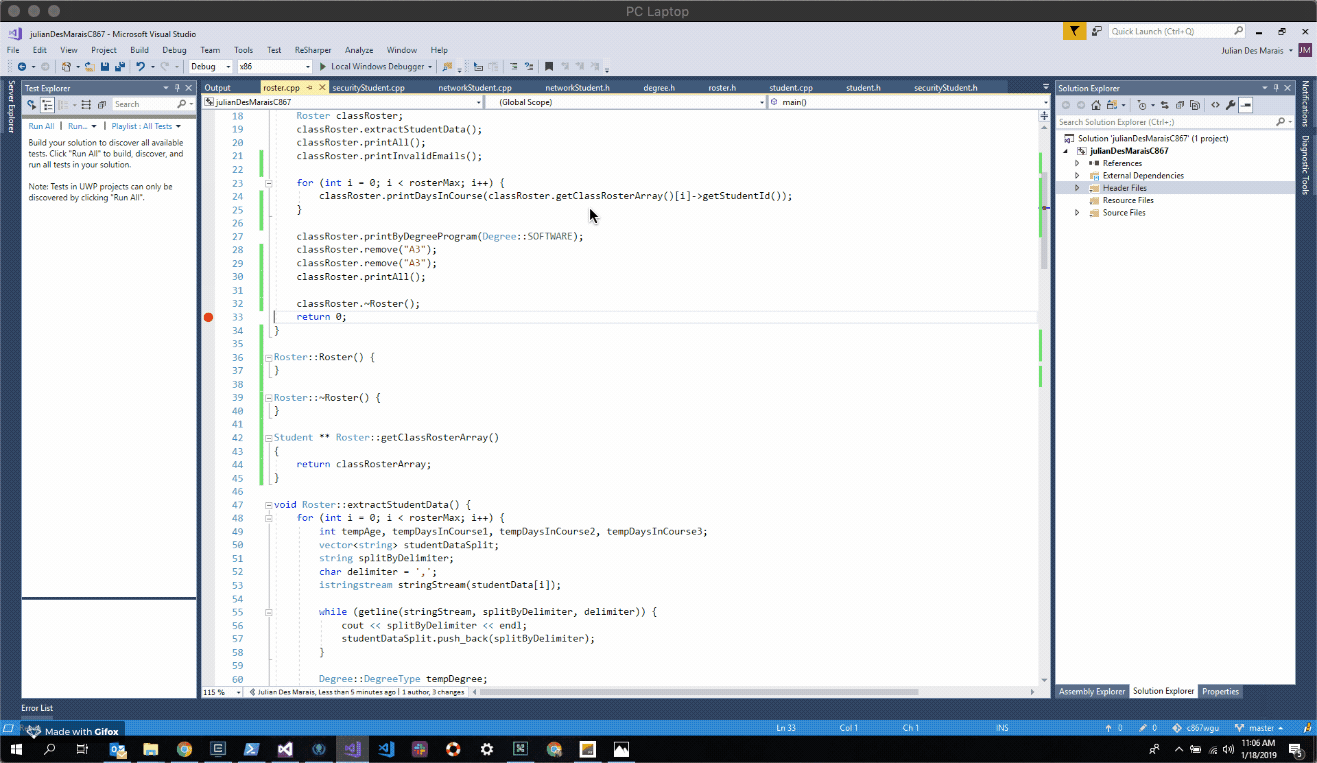 PC Laptop
julianDesMaraisC867 - Microsoft Visual Studio
Quick Launch (Ctrl+Q)
File Edit View Project Build Debug Team Tools Test ReSharper Analyze Window Help
Julian Des Marais JM
Debug x86 Local Windows Debugger
Server Explorer
Test Explorer
Search
Run All | Run... | Playlist : All Tests
Build your solution to discover all available
tests. Click "Run All" to build, discover, and
run all tests in your solution.
Note: Tests in UWP projects can only be
discovered by clicking "Run All".
Output roster.cpp securityStudent.cpp networkStudent.cpp networkStudent.h degree.h roster.h student.cpp student.h securityStudent.h
julianDesMaraisC867 (Global Scope) main()
18 Roster classRoster;
19 classRoster.extractStudentData();
20 classRoster.printAll();
21 classRoster.printInvalidEmails();
22
23 for (int i = 0; i < rosterMax; i++) {
24 classRoster.printDaysInCourse(classRoster.getClassRosterArray()[i]->getStudentId());
25 }
26
27 classRoster.printByDegreeProgram(Degree::SOFTWARE);
28 classRoster.remove("A3");
29 classRoster.remove("A3");
30 classRoster.printAll();
31
32 classRoster.~Roster();
33 return 0;
34 }
35
36 Roster::Roster() {
37 }
38
39 Roster::~Roster() {
40 }
41
42 Student ** Roster::getClassRosterArray()
43 {
44 return classRosterArray;
45 }
46
47 void Roster::extractStudentData() {
48 for (int i = 0; i < rosterMax; i++) {
49 int tempAge, tempDaysInCourse1, tempDaysInCourse2, tempDaysInCourse3;
50 vector<string> studentDataSplit;
51 string splitByDelimiter;
52 char delimiter = ',';
53 istringstream stringStream(studentData[i]);
54
55 while (getline(stringStream, splitByDelimiter, delimiter)) {
56 cout << splitByDelimiter << endl;
57 studentDataSplit.push_back(splitByDelimiter);
58 }
59
60 Degree::DegreeType tempDegree;
115 % Julian Des Marais, Less than 5 minutes ago | 1 author, 3 changes
Solution Explorer
Search Solution Explorer (Ctrl+;)
Solution 'julianDesMaraisC867' (1 project)
julianDesMaraisC867
References
External Dependencies
Header Files
Resource Files
Source Files
Assembly Explorer Solution Explorer Properties
Notifications
Diagnostic Tools
Error List
Ln 33 Col 1 Ch 1 INS 0 0 c867wgu master
Made with Gifox
11:06 AM
1/18/2019
5